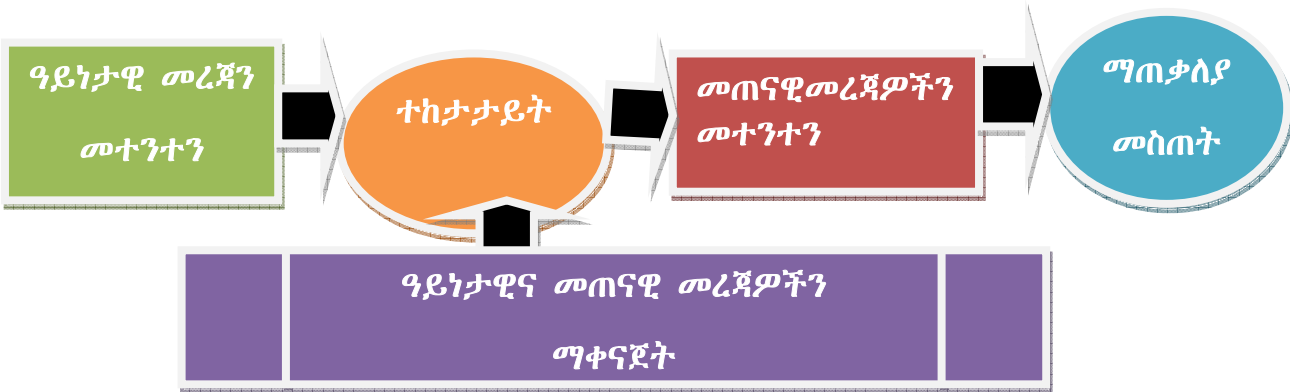 ዓይነታዊ መረጃን
መተንተን
ተከታታይት
መጠናዊመረጃዎችን
መተንተን
ማጠቃለያ
መስጠት
ዓይነታዊና መጠናዊ መረጃዎችን
ማቀናጀት